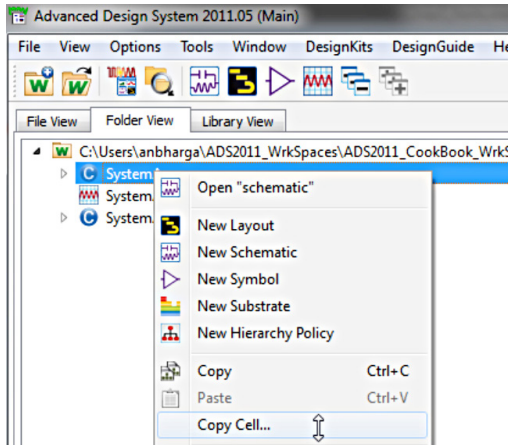 Advanced Design System 2011.05 (Main)
File View Options Tools Window DesignKits DesignGuide
File View Folder View Library View
C:\Users\anbharga\ADS2011_WrkSpaces\ADS2011_CookBook_Wrk
System
System.
System.
Open "schematic"
New Layout
New Schematic
New Symbol
New Substrate
New Hierarchy Policy
Copy Ctrl+C
Paste Ctrl+V
Copy Cell...